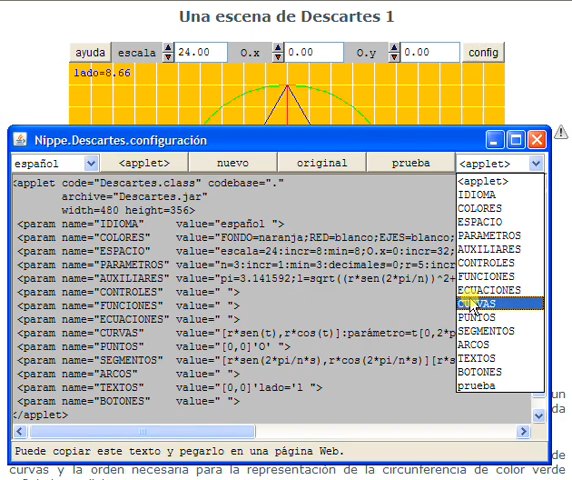 Una escena de Descartes 1
ayuda escala 24.00 O.x 0.00 O.y 0.00 config
lado=8.66
Nippe.Descartes.configuración
español <applet> nuevo original prueba <applet>
<applet code="Descartes.class" codebase="."
archive="Descartes.jar"
width=480 height=356>
<param name="IDIOMA" value="español ">
<param name="COLORES" value="FONDO=naranja;RED=blanco;EJES=blanco;
<param name="ESPACIO" value="escala=24:incr=8:min=8;O.x=0:incr=32;
<param name="PARAMETROS" value="n=3:incr=1:min=3:decimales=0;r=5:incr
<param name="AUXILIARES" value="pi=3.141592;l=sqrt((r*sen(2*pi/n))^2+
<param name="CONTROLES" value=" ">
<param name="FUNCIONES" value=" ">
<param name="ECUACIONES" value=" ">
<param name="CURVAS" value="[r*sen(t),r*cos(t)]:parámetro=t[0,2*p
<param name="PUNTOS" value="[0,0]'O' ">
<param name="SEGMENTOS" value="[r*sen(2*pi/n*s),r*cos(2*pi/n*s)][r*s
<param name="ARCOS" value=" ">
<param name="TEXTOS" value="[0,0]'lado='l ">
<param name="BOTONES" value=" ">
</applet>
<applet>
IDIOMA
COLORES
ESPACIO
PARAMETROS
AUXILIARES
CONTROLES
FUNCIONES
ECUACIONES
CURVAS
PUNTOS
SEGMENTOS
ARCOS
TEXTOS
BOTONES
prueba
Puede copiar este texto y pegarlo en una página Web.
un
da
de
curvas y la orden necesaria para la representación de la circunferencia de color verde